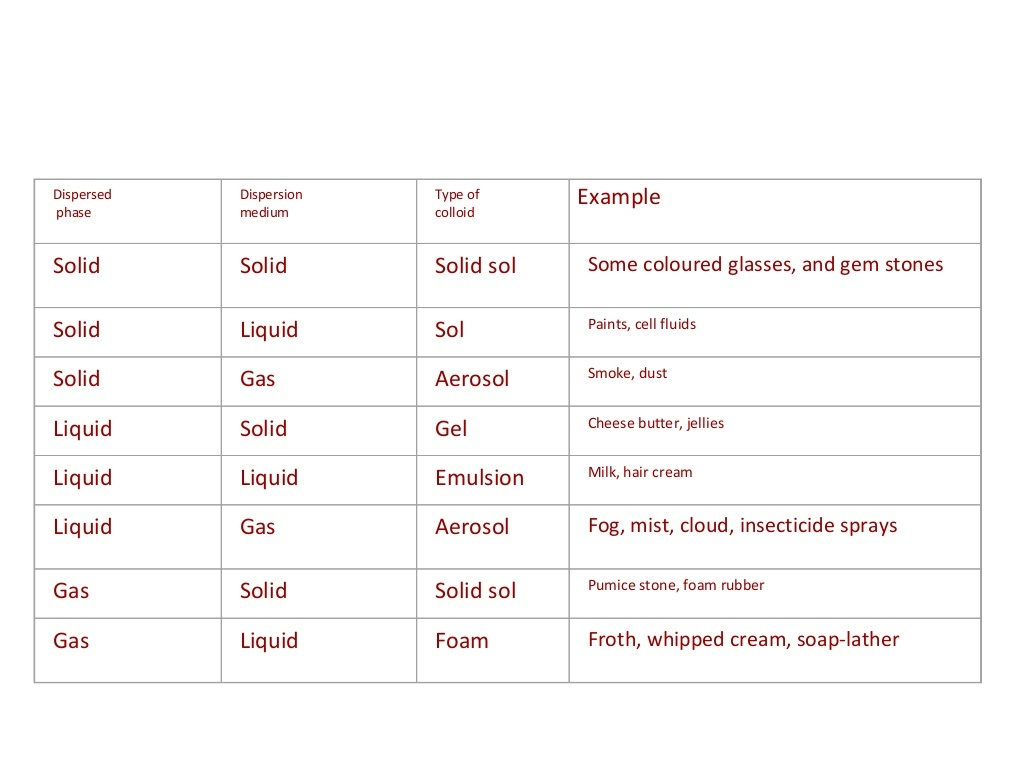 Dispersed Dispersion Type of Example
phase medium colloid
Solid Solid Solid sol Some coloured glasses, and gem stones
Solid Liquid Sol Paints, cell fluids
Solid Gas Aerosol Smoke, dust
Liquid Solid Gel Cheese butter, jellies
Liquid Liquid Emulsion Milk, hair cream
Liquid Gas Aerosol Fog, mist, cloud, insecticide sprays
Gas Solid Solid sol Pumice stone, foam rubber
Gas Liquid Foam Froth, whipped cream, soap-lather